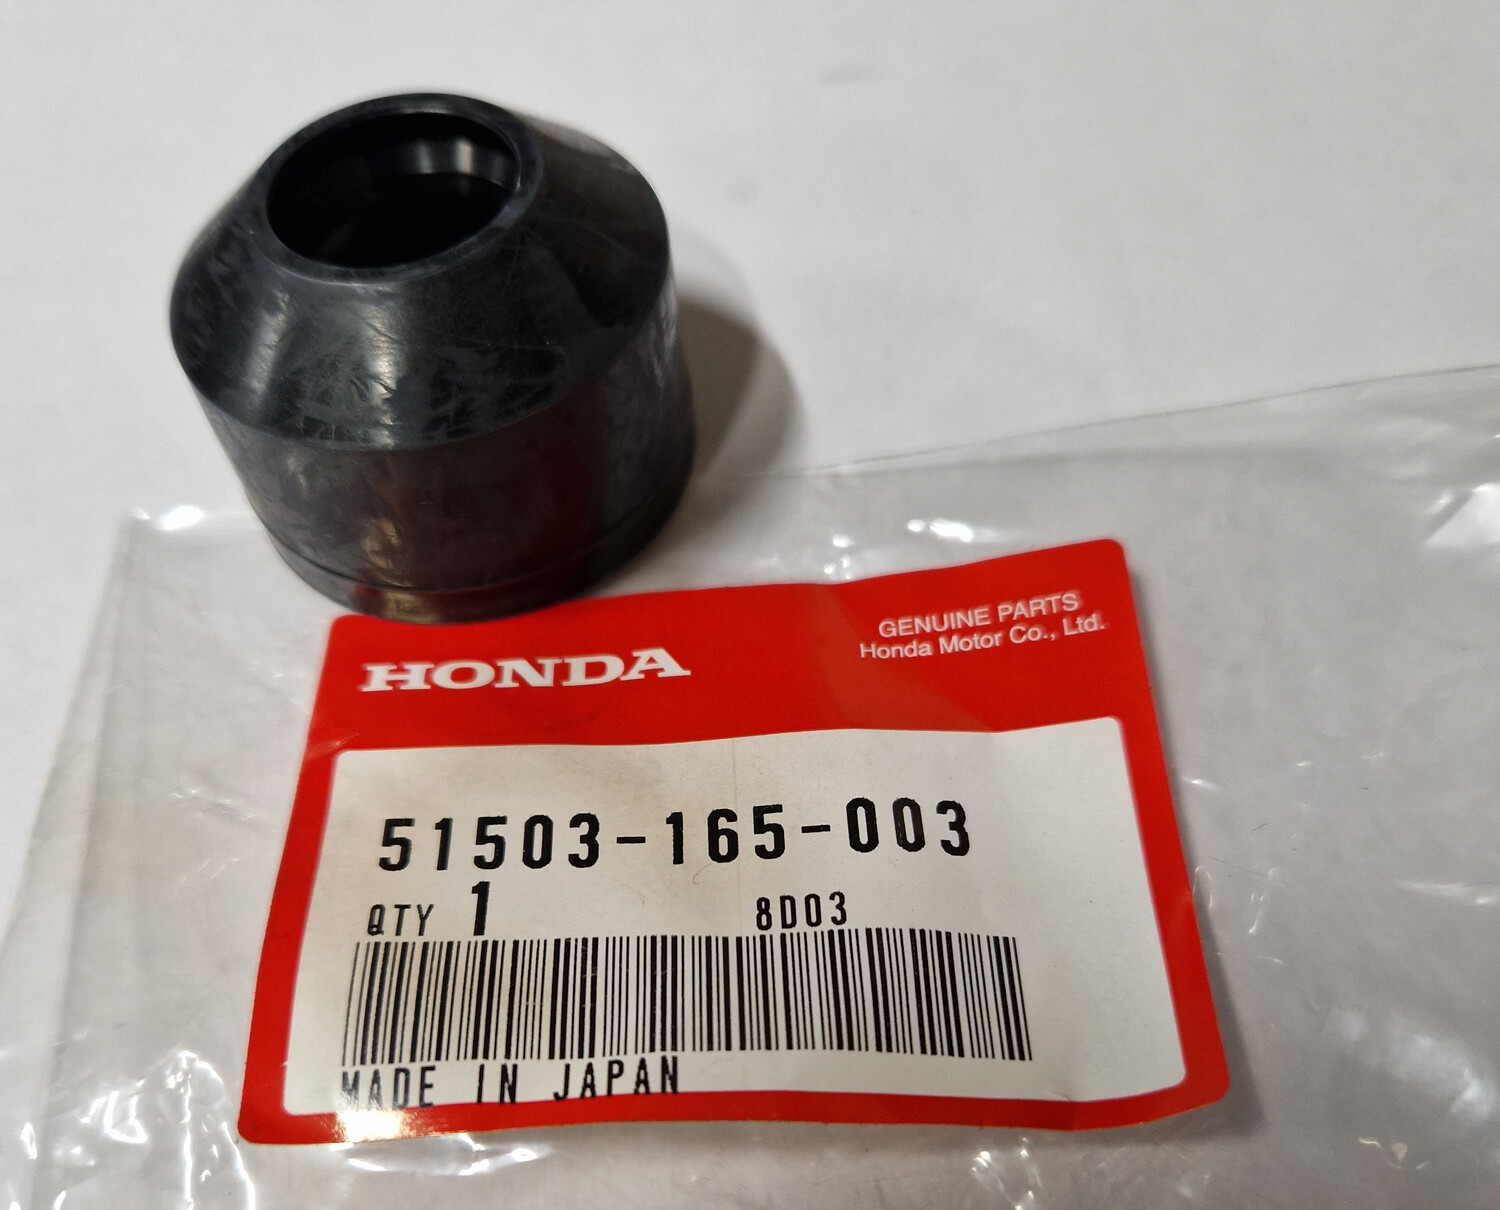 HONDA
GENUINE PARTS
Honda Motor Co., Ltd.
51503-165-003
QTY 1 8D03
MADE IN JAPAN